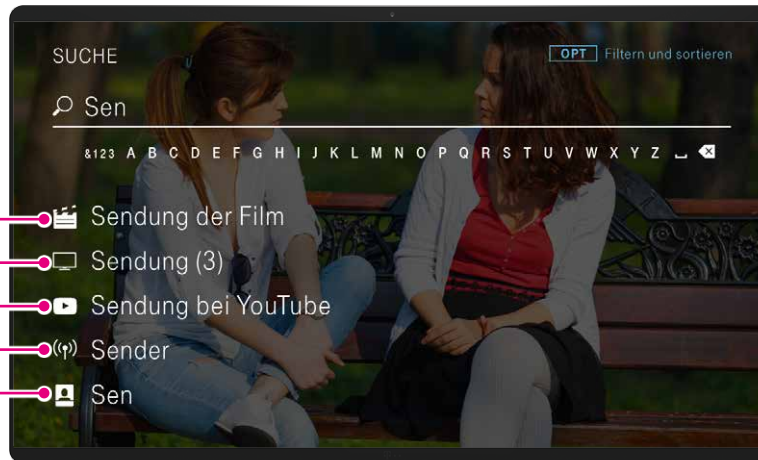 SUCHE
OPT Filtern und sortieren
Sen
&123 A B C D E F G H I J K L M N O P Q R S T U V W X Y Z
Sendung der Film
Sendung (3)
Sendung bei YouTube
Sender
Sen